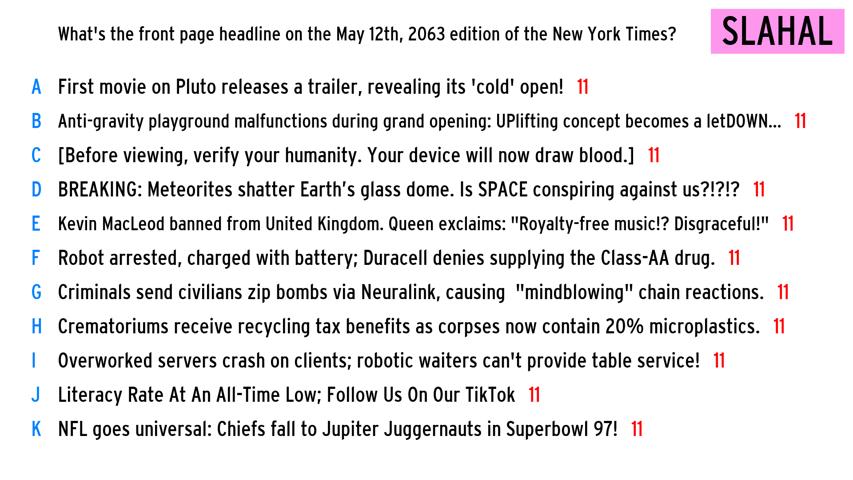 What's the front page headline on the May 12th, 2063 edition of the New York Times?
SLAHAL
A First movie on Pluto releases a trailer, revealing its 'cold' open! 11
B Anti-gravity playground malfunctions during grand opening: UPlifting concept becomes a letDOWN... 11
C [Before viewing, verify your humanity. Your device will now draw blood.] 11
D BREAKING: Meteorites shatter Earth's glass dome. Is SPACE conspiring against us?!?!? 11
E Kevin MacLeod banned from United Kingdom. Queen exclaims: "Royalty-free music!? Disgraceful!" 11
F Robot arrested, charged with battery; Duracell denies supplying the Class-AA drug. 11
G Criminals send civilians zip bombs via Neuralink, causing  "mindblowing" chain reactions. 11
H Crematoriums receive recycling tax benefits as corpses now contain 20% microplastics. 11
I Overworked servers crash on clients; robotic waiters can't provide table service! 11
J Literacy Rate At An All-Time Low; Follow Us On Our TikTok 11
K NFL goes universal: Chiefs fall to Jupiter Juggernauts in Superbowl 97! 11